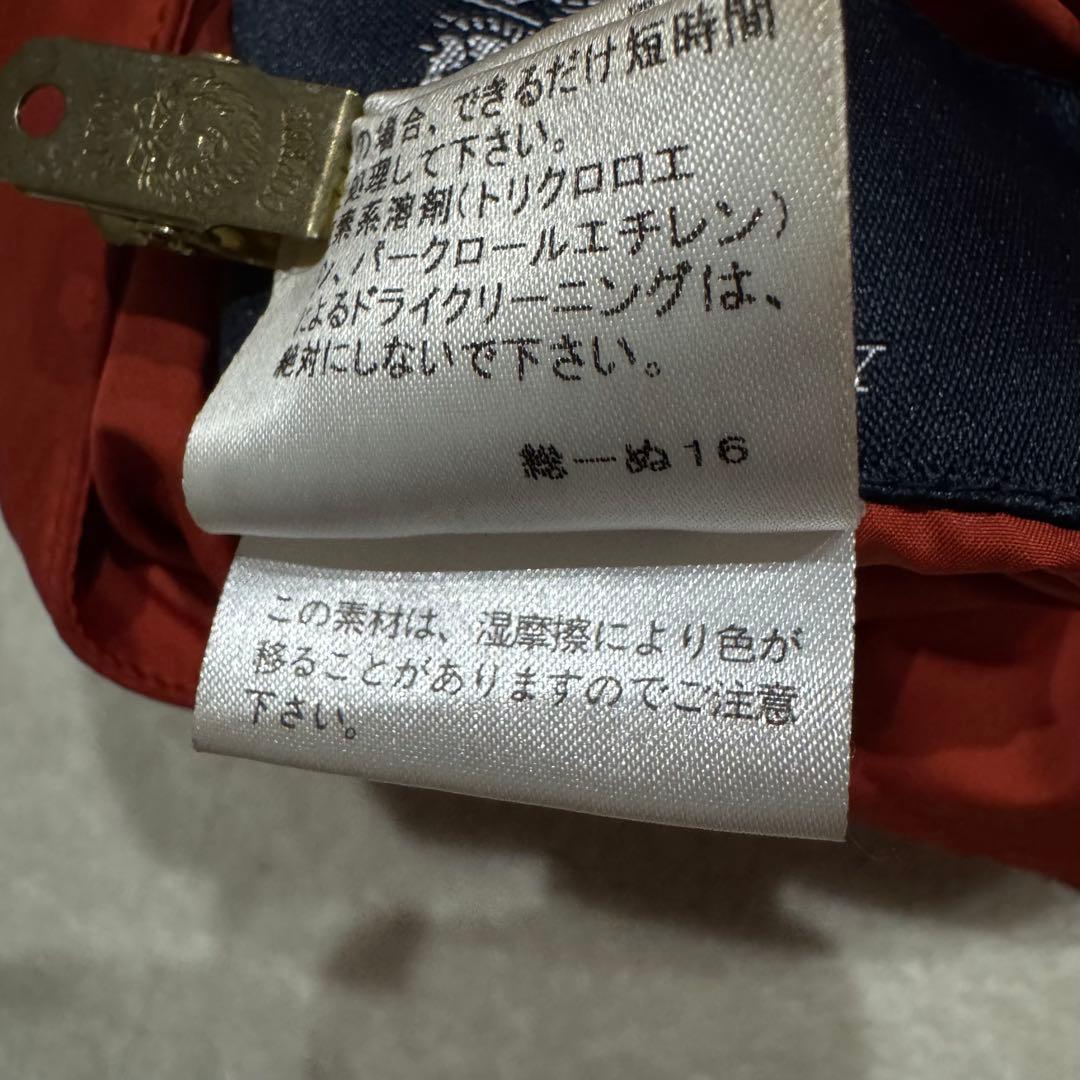 の場合、できるだけ短時間
処理して下さい。
素系溶剤(トリクロロエ
ン、パークロールエチレン)
によるドライクリーニングは、
絶対にしないで下さい。
総ーぬ16
この素材は、湿摩擦により色が
移ることがありますのでご注意
下さい。